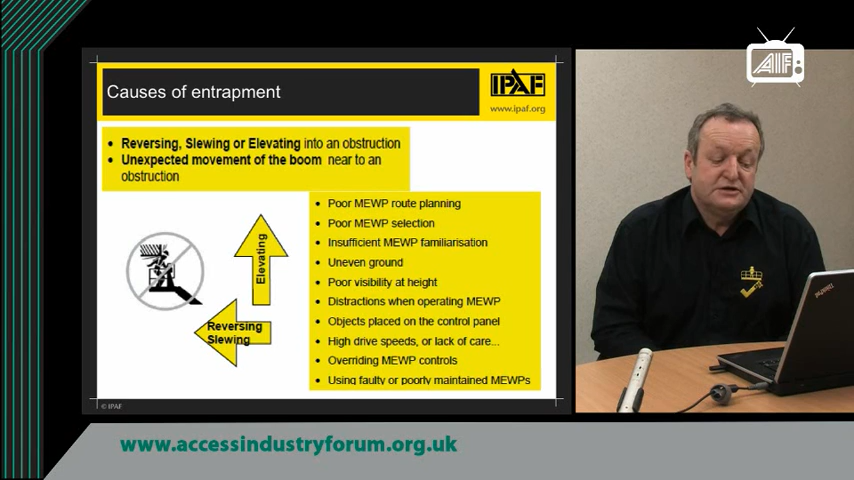 AIF
Causes of entrapment
IPAF
www.ipaf.org
• Reversing, Slewing or Elevating into an obstruction
• Unexpected movement of the boom near to an
obstruction
• Poor MEWP route planning
• Poor MEWP selection
• Insufficient MEWP familiarisation
• Uneven ground
• Poor visibility at height
• Distractions when operating MEWP
• Objects placed on the control panel
• High drive speeds, or lack of care...
• Overriding MEWP controls
• Using faulty or poorly maintained MEWPs
Elevating
Reversing
Slewing
© IPAF
ThinkPad
www.accessindustryforum.org.uk